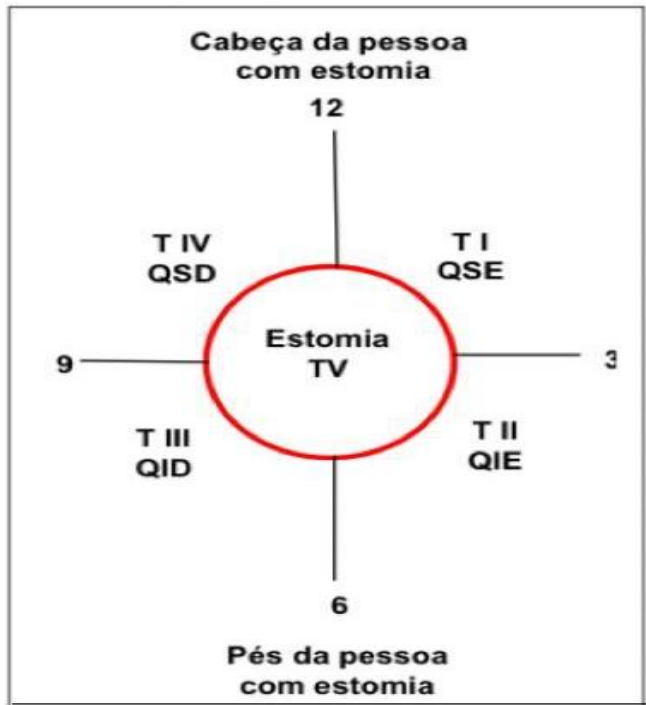 Cabeça da pessoa
com estomia
12
T IV
QSD
T I
QSE
Estomia
TV
9
3
T III
QID
T II
QIE
6
Pés da pessoa
com estomia